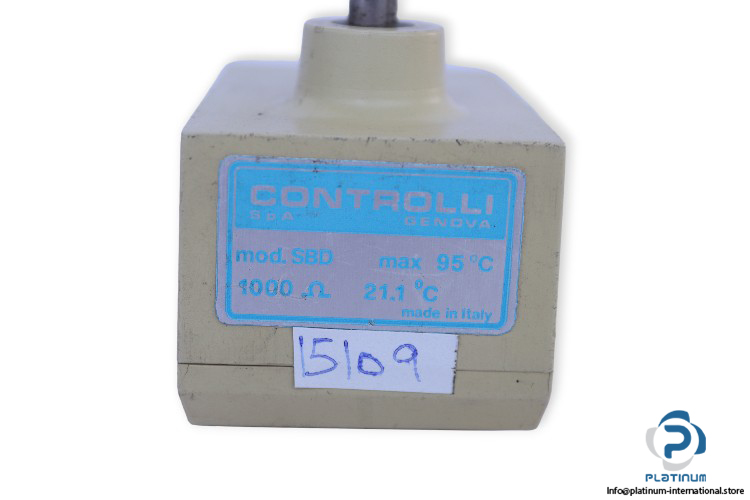 CONTROLLI
SpA GENOVA
mod. SBD max 95 °C
1000 Ω 21.1 °C
made in Italy
15109
PLATINUM
Info@platinum-international.store